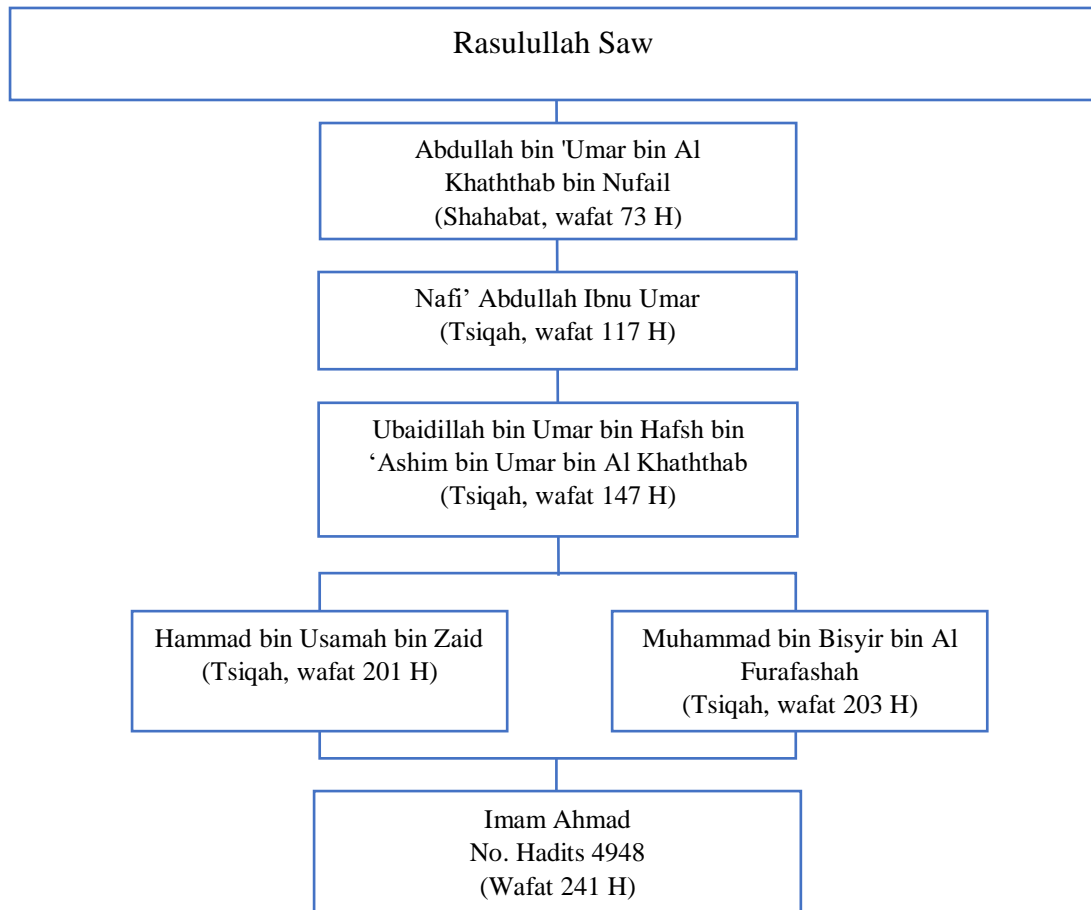 Rasulullah Saw
Abdullah bin 'Umar bin Al
Khaththab bin Nufail
(Shahabat, wafat 73 H)
Nafi’ Abdullah Ibnu Umar
(Tsiqah, wafat 117 H)
Ubaidillah bin Umar bin Hafsh bin
‘Ashim bin Umar bin Al Khaththab
(Tsiqah, wafat 147 H)
Hammad bin Usamah bin Zaid
(Tsiqah, wafat 201 H)
Muhammad bin Bisyir bin Al
Furafashah
(Tsiqah, wafat 203 H)
Imam Ahmad
No. Hadits 4948
(Wafat 241 H)